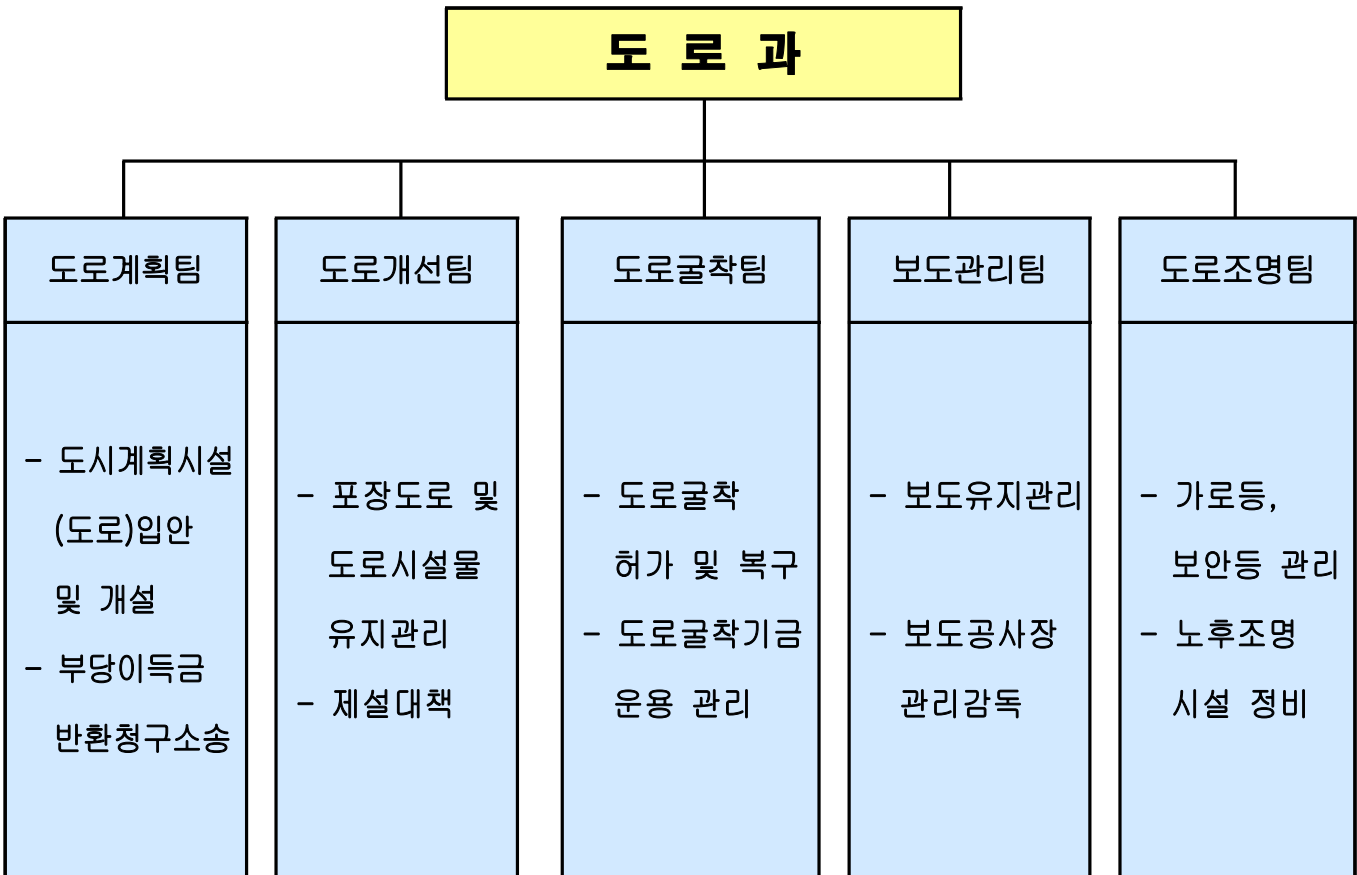 도 로 과
도로계획팀
- 도시계획시설
(도로)입안
및 개설
- 부당이득금
반환청구소송
도로개선팀
- 포장도로 및
도로시설물
유지관리
- 제설대책
도로굴착팀
- 도로굴착
허가 및 복구
- 도로굴착기금
운용 관리
보도관리팀
- 보도유지관리
- 보도공사장
관리감독
도로조명팀
- 가로등,
보안등 관리
- 노후조명
시설 정비